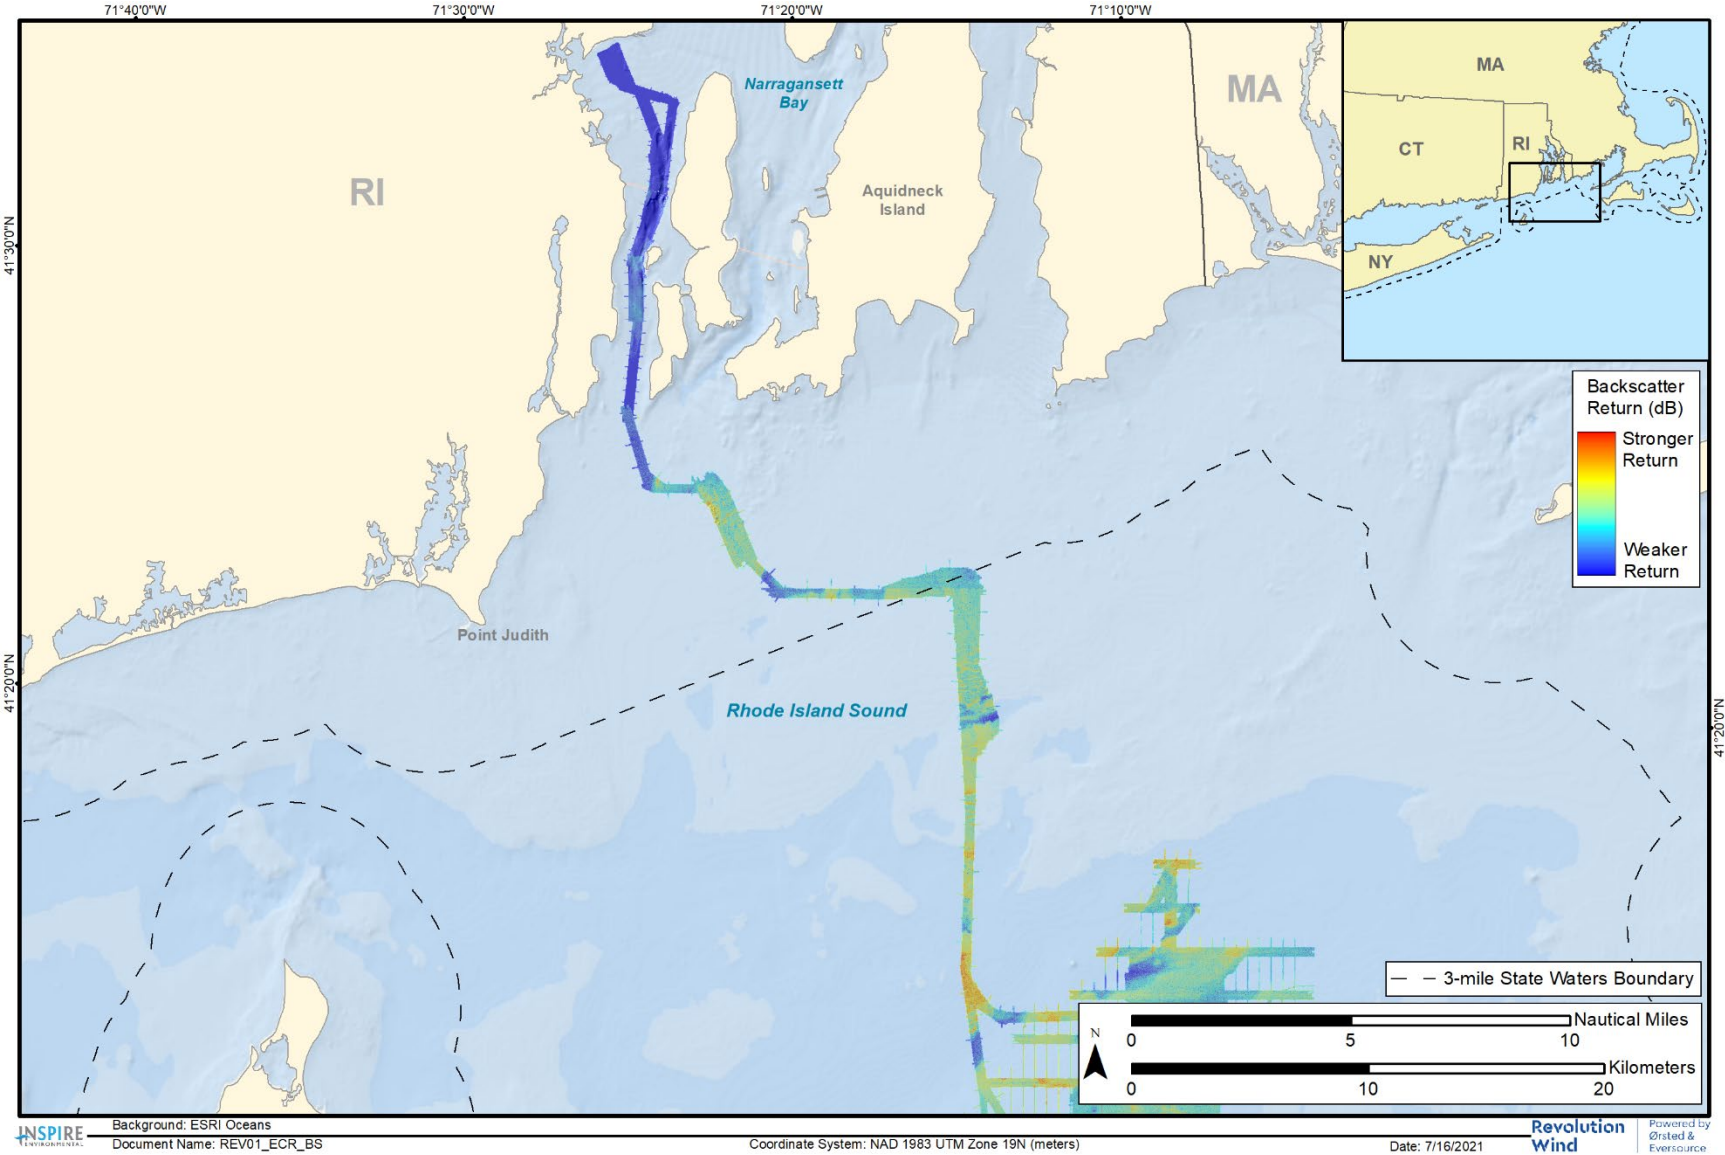 71°40'0"W
71°30'0"W
71°20'0"W
71°10'0"W
41°30'0"N
41°20'0"N
41°20'0"N
Narragansett
Bay
MA
RI
Aquidneck
Island
Point Judith
Rhode Island Sound
MA
CT
RI
NY
Backscatter
Return (dB)
Stronger
Return
Weaker
Return
3-mile State Waters Boundary
N
Nautical Miles
0
5
10
Kilometers
0
10
20
INSPIRE
ENVIRONMENTAL
Background: ESRI Oceans
Document Name: REV01_ECR_BS
Coordinate System: NAD 1983 UTM Zone 19N (meters)
Date: 7/16/2021
Revolution
Wind
Powered by
Ørsted &
Eversource